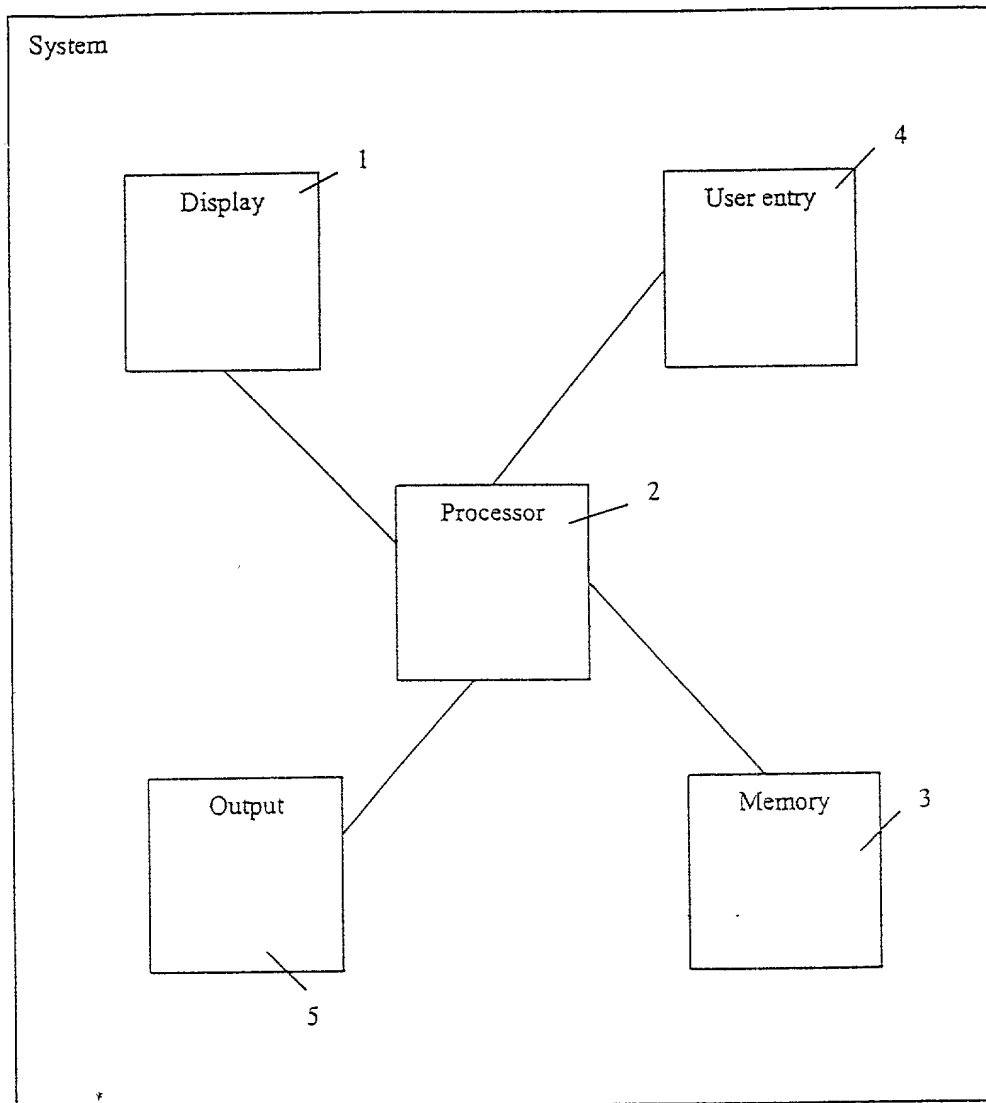 System
1
4
Display
User entry
2
Processor
Output
Memory
3
5